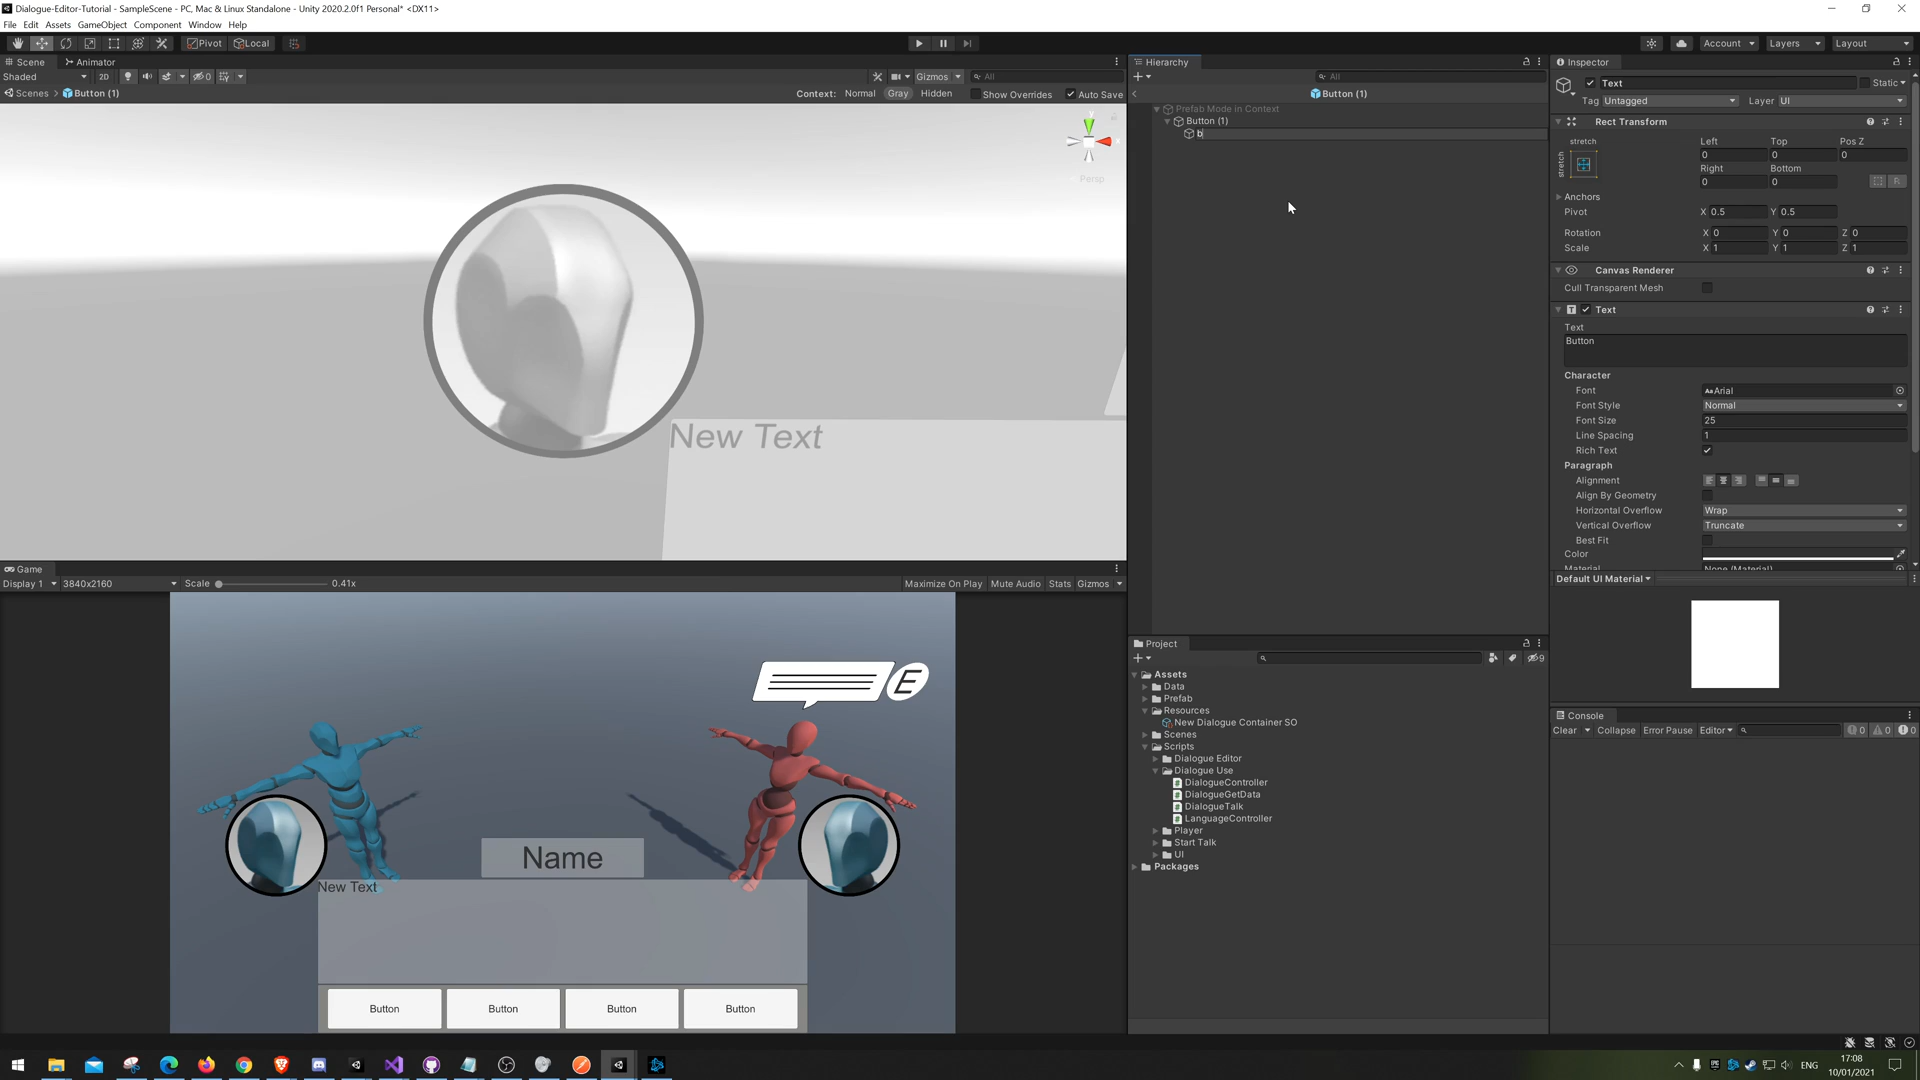 Dialogue-Editor-Tutorial - SampleScene - PC, Mac & Linux Standalone - Unity 2020.2.0f1 Personal* <DX11>
File Edit Assets GameObject Component Window Help
Pivot Local Account Layers Layout
Scene Animator
Shaded 2D 0 Gizmos All
Scenes Button (1) Context: Normal Gray Hidden Show Overrides Auto Save
Persp
New Text
Game
Display 1 3840x2160 Scale 0.41x Maximize On Play Mute Audio Stats Gizmos
E
Name
New Text
Button Button Button Button
Hierarchy
All
Button (1)
Prefab Mode in Context
Button (1)
b
Project
9
Assets
Data
Prefab
Resources
New Dialogue Container SO
Scenes
Scripts
Dialogue Editor
Dialogue Use
DialogueController
DialogueGetData
DialogueTalk
LanguageController
Player
Start Talk
UI
Packages
Inspector
Text Static
Tag Untagged Layer UI
Rect Transform
stretch Left Top Pos Z
stretch 0 0 0
Right Bottom
0 0 R
Anchors
Pivot X 0.5 Y 0.5
Rotation X 0 Y 0 Z 0
Scale X 1 Y 1 Z 1
Canvas Renderer
Cull Transparent Mesh
T Text
Text
Button
Character
Font Aa Arial
Font Style Normal
Font Size 25
Line Spacing 1
Rich Text
Paragraph
Alignment
Align By Geometry
Horizontal Overflow Wrap
Vertical Overflow Truncate
Best Fit
Color
Material None (Material)
Default UI Material
Console
Clear Collapse Error Pause Editor 0 0 0
ENG 17:08
10/01/2021